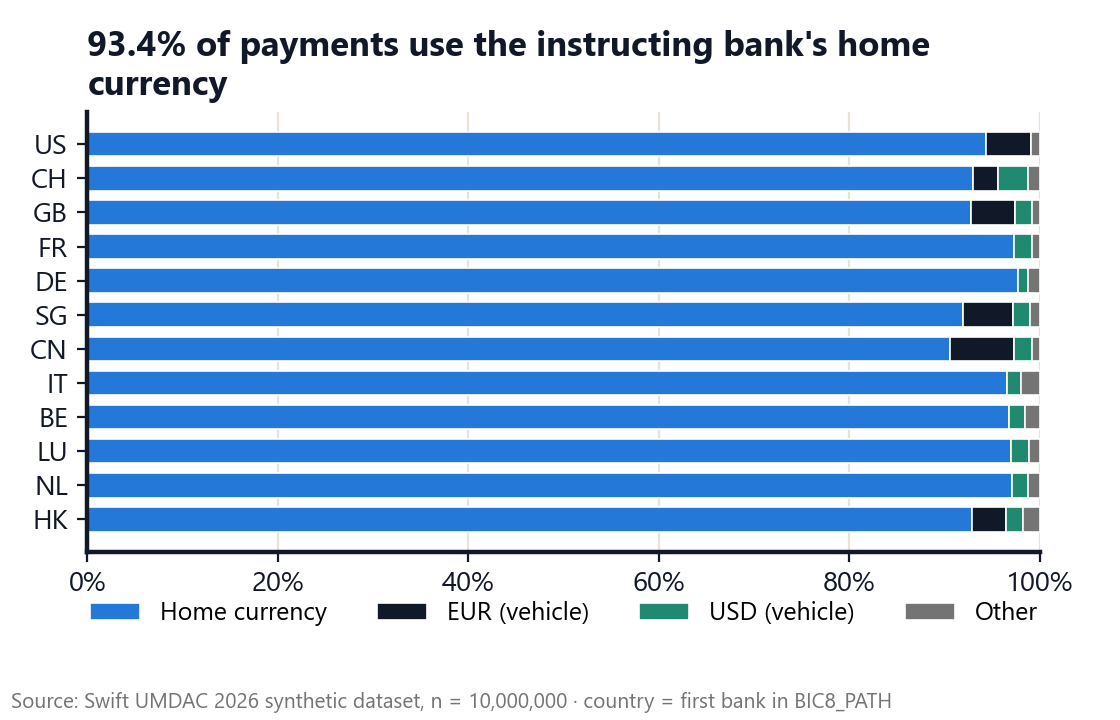 93.4% of payments use the instructing bank's home
currency
US
CH
GB
FR
DE
SG
CN
IT
BE
LU
NL
HK
0% 20% 40% 60% 80% 100%
Home currency EUR (vehicle) USD (vehicle) Other
Source: Swift UMDAC 2026 synthetic dataset, n = 10,000,000 · country = first bank in BIC8_PATH